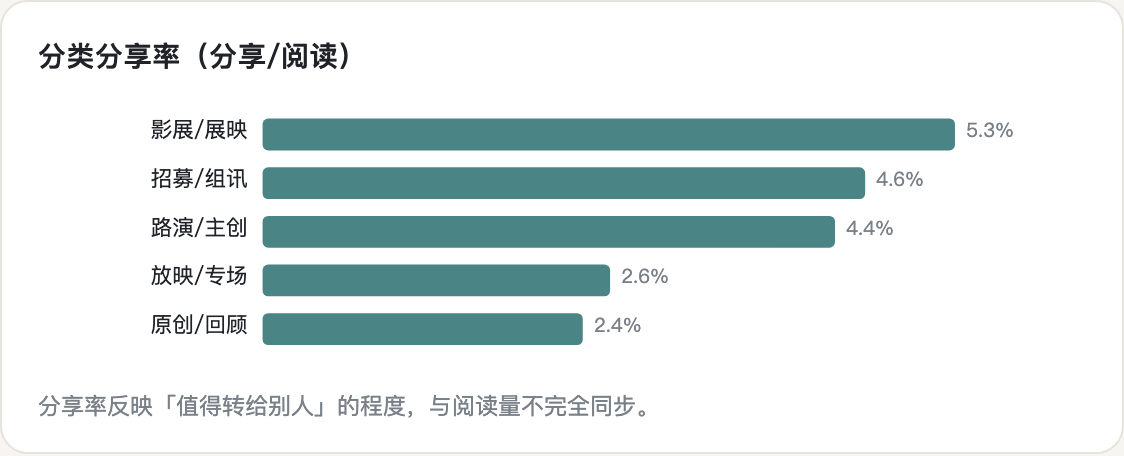 分类分享率（分享/阅读）
影展/展映 5.3%
招募/组讯 4.6%
路演/主创 4.4%
放映/专场 2.6%
原创/回顾 2.4%
分享率反映「值得转给别人」的程度，与阅读量不完全同步。